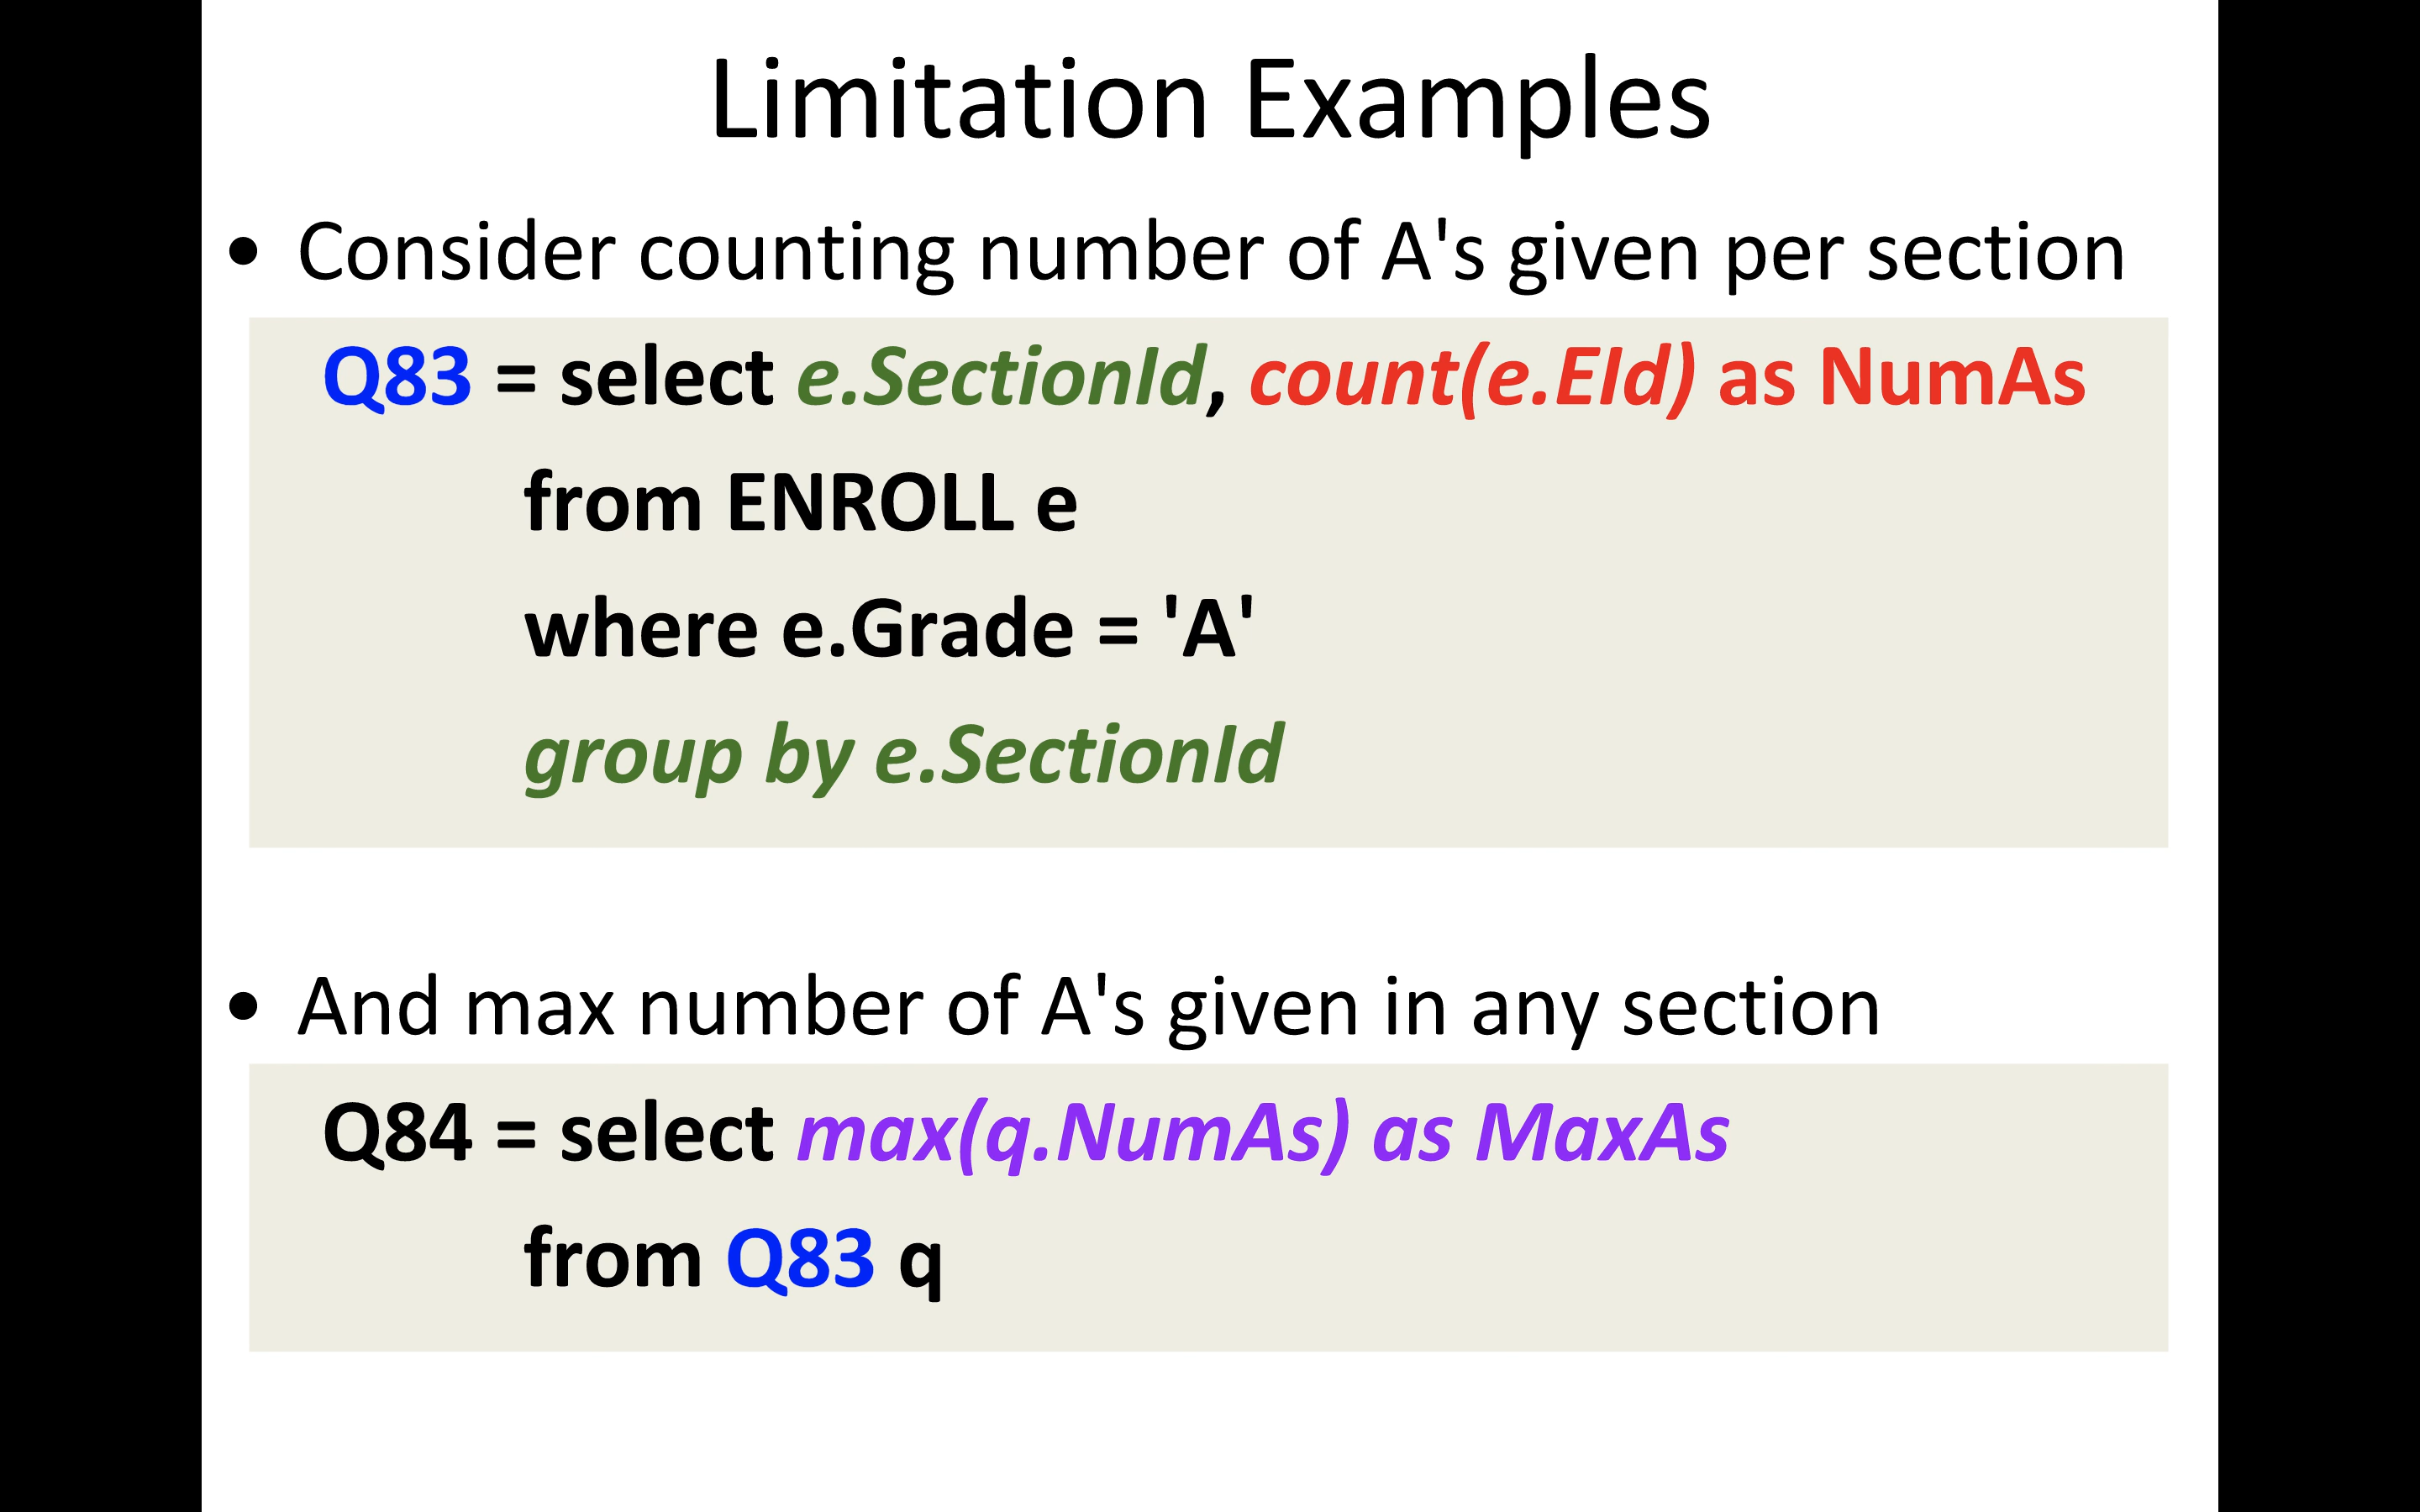 Limitation Examples
• Consider counting number of A's given per section
Q83 = select e.SectionId, count(e.EId) as NumAs
from ENROLL e
where e.Grade = 'A'
group by e.SectionId
• And max number of A's given in any section
Q84 = select max(q.NumAs) as MaxAs
from Q83 q